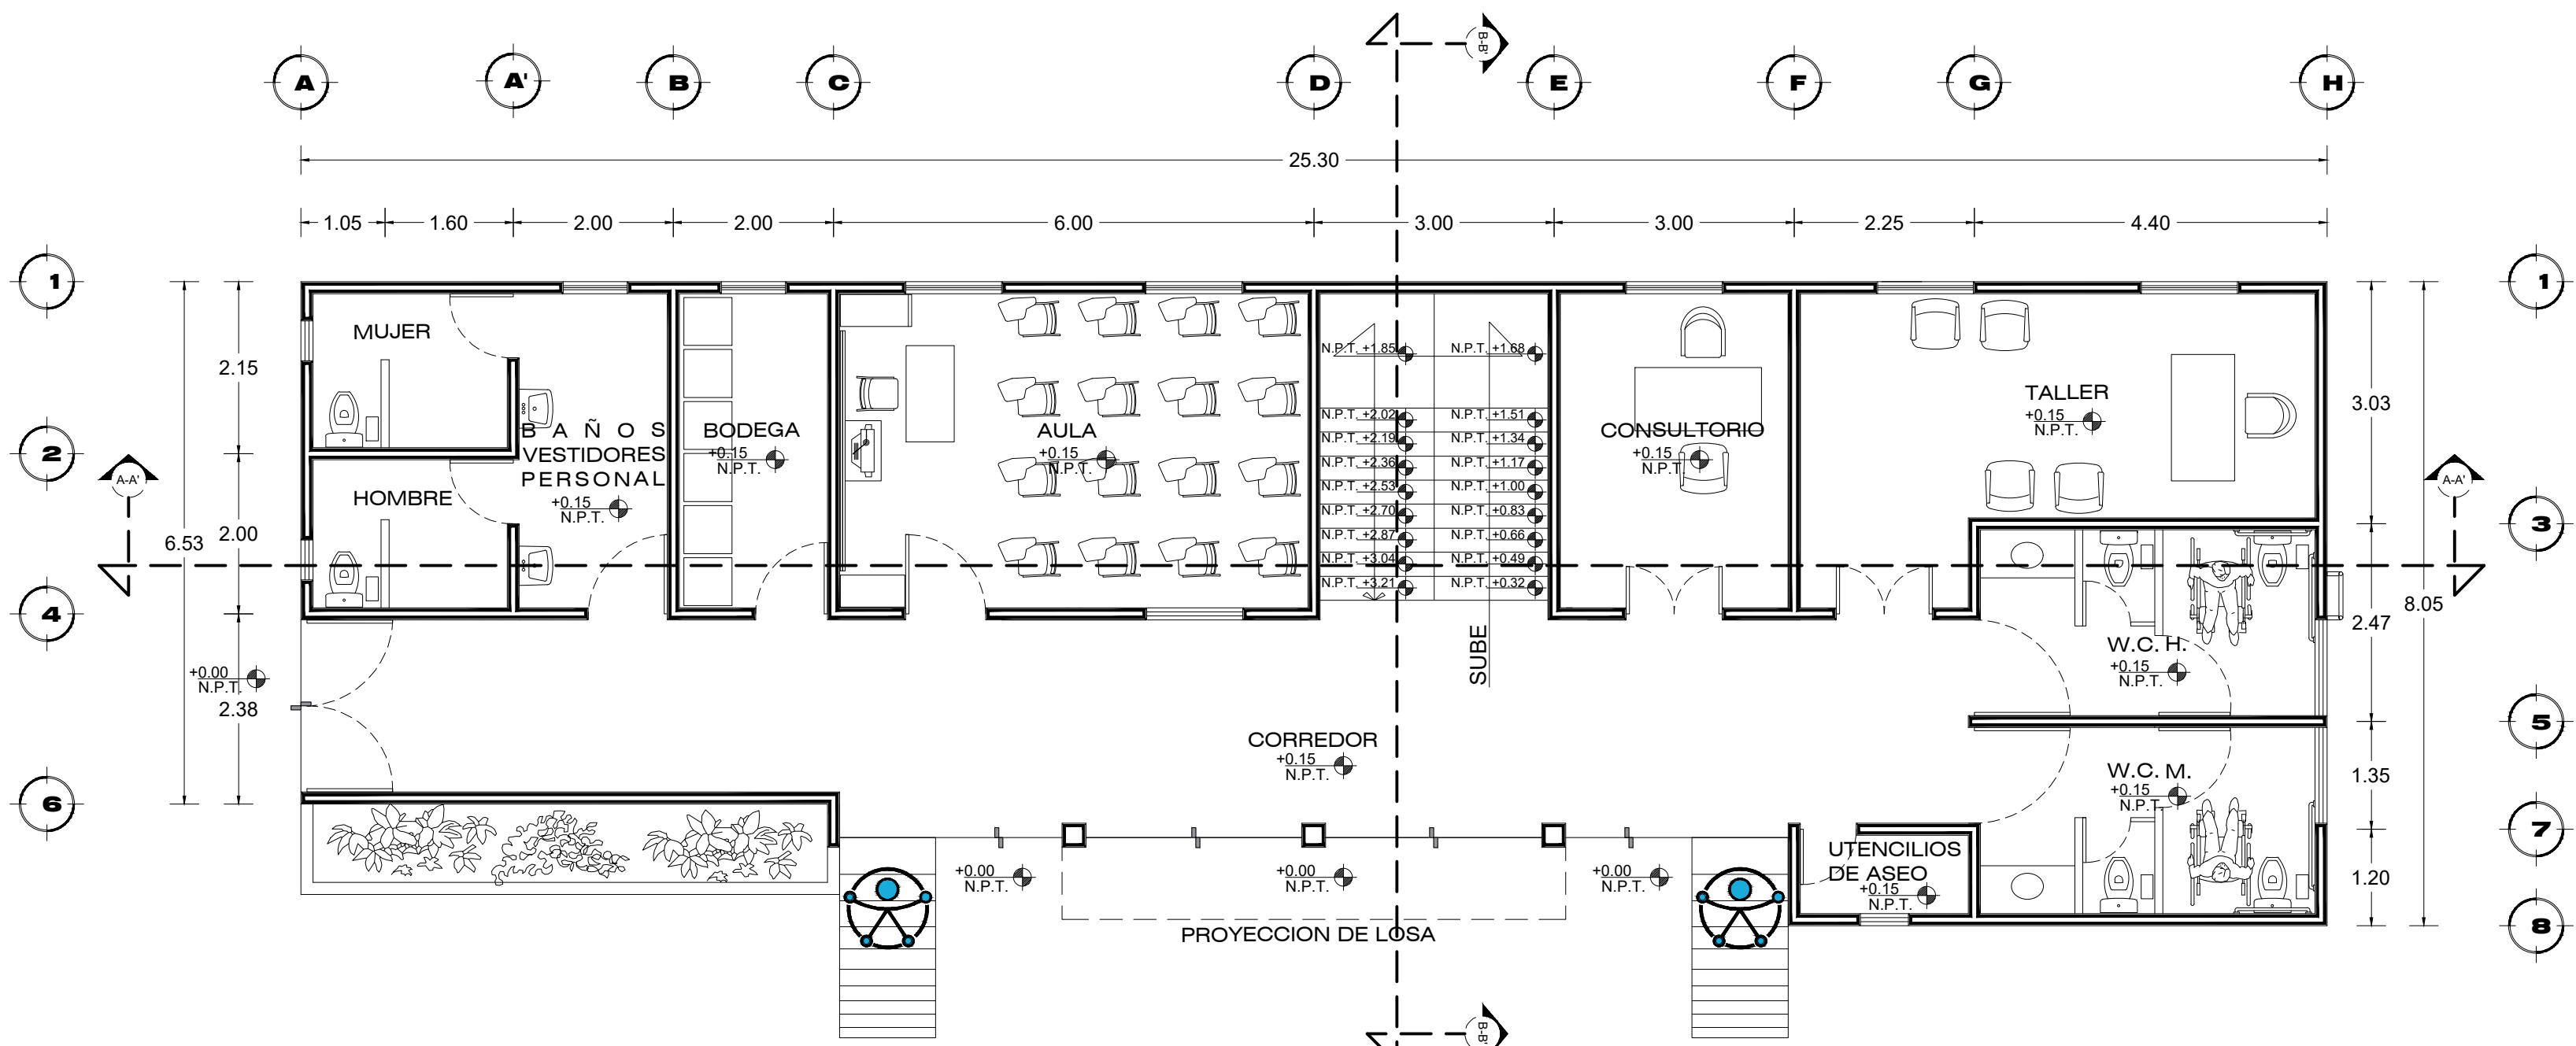 B-B'
A A' B C D E F G H
25.30
1.05 1.60 2.00 2.00 6.00 3.00 3.00 2.25 4.40
1 1
MUJER
2.15
N.P.T. +1.85 N.P.T. +1.68
TALLER
+0.15
N.P.T.
3.03
N.P.T. +2.02 N.P.T. +1.51
BAÑOS
VESTIDORES
PERSONAL
+0.15
N.P.T.
BODEGA
+0.15
N.P.T.
AULA
+0.15
N.P.T.
N.P.T. +2.19 N.P.T. +1.34
N.P.T. +2.36 N.P.T. +1.17
N.P.T. +2.53 N.P.T. +1.00
N.P.T. +2.70 N.P.T. +0.83
N.P.T. +2.87 N.P.T. +0.66
N.P.T. +3.04 N.P.T. +0.49
N.P.T. +3.21 N.P.T. +0.32
CONSULTORIO
+0.15
N.P.T.
2
A-A' A-A'
HOMBRE
3
6.53 2.00
8.05
4
2.47
SUBE
W.C. H.
+0.15
N.P.T.
+0.00
N.P.T.
2.38
5
CORREDOR
+0.15
N.P.T.
W.C. M.
+0.15
N.P.T.
1.35
6
7
UTENCILIOS
DE ASEO
+0.15
N.P.T.
+0.00
N.P.T.
+0.00
N.P.T.
+0.00
N.P.T.
1.20
PROYECCION DE LOSA
8
B-B'